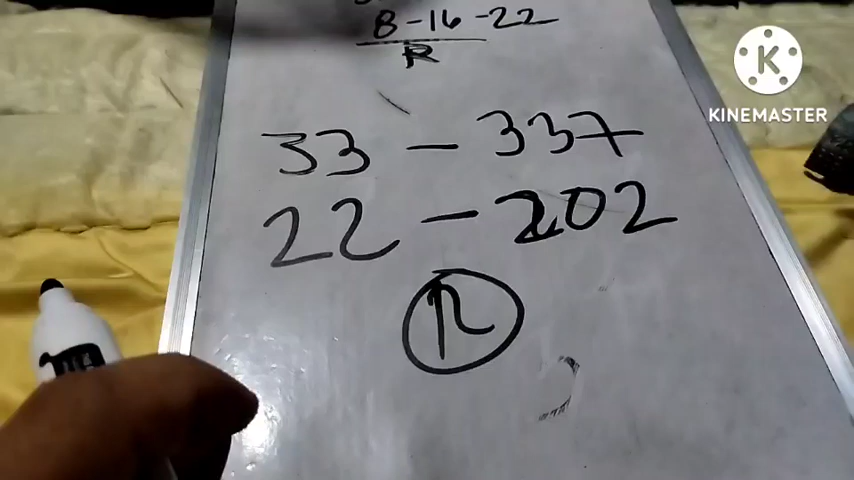 8-16-22
R
33 - 337
22 - 202
R
K
KINEMASTER